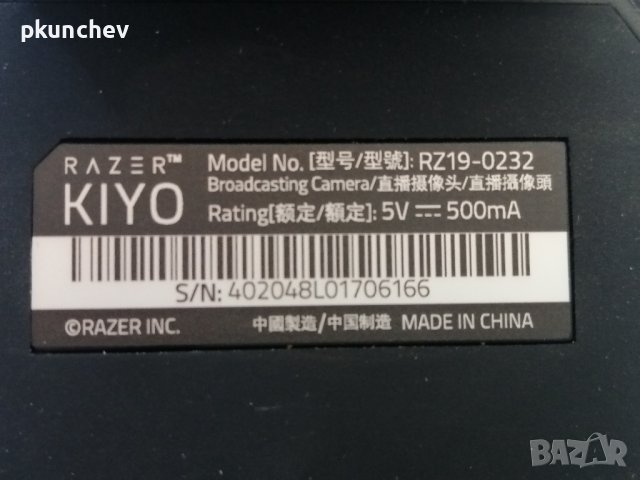 pkunchev
RAZER™
KIYO
Model No. [型号/型號]: RZ19-0232
Broadcasting Camera/直播摄像头/直播攝像頭
Rating[额定/額定]: 5V ⎓ 500mA
S/N: 402048L01706166
©RAZER INC.
中國製造/中国制造 MADE IN CHINA
BAZAR